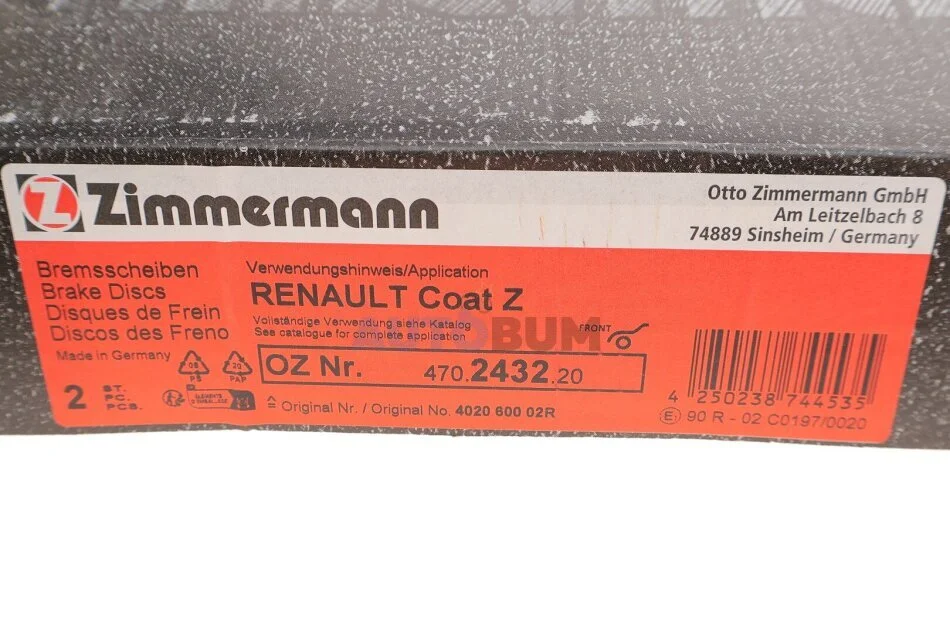 Z Zimmermann
Otto Zimmermann GmbH
Am Leitzelbach 8
74889 Sinsheim / Germany
Bremsscheiben
Brake Discs
Disques de Frein
Discos des Freno
Made in Germany
2 ST.
PC.
PCS.
PAP
Verwendungshinweis/Application
RENAULT Coat Z
Vollständige Verwendung siehe Katalog
See catalogue for complete application
AUTOBUM
FRONT
OZ Nr. 470.2432.20
≙ Original Nr. / Original No. 4020 600 02R
4 250238 744535
E1 90 R - 02 C0197/0020